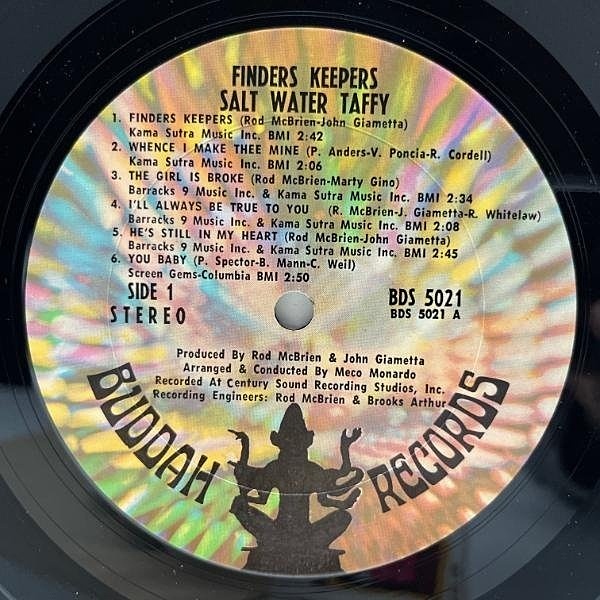 FINDERS KEEPERS
SALT WATER TAFFY
1. FINDERS KEEPERS (Rod McBrien-John Giametta)
Kama Sutra Music Inc. BMI 2:42
2. WHENCE I MAKE THEE MINE (P. Anders-V. Poncia-R. Cordell)
Kama Sutra Music Inc. BMI 2:06
3. THE GIRL IS BROKE (Rod McBrien-Marty Gino)
Barracks 9 Music Inc. & Kama Sutra Music Inc. BMI 2:34
4. I'LL ALWAYS BE TRUE TO YOU (R. McBrien-J. Giametta-R. Whitelaw)
Barracks 9 Music Inc. & Kama Sutra Music Inc. BMI 2:08
5. HE'S STILL IN MY HEART (Rod McBrien-John Giametta)
Barracks 9 Music Inc. & Kama Sutra Music Inc. BMI 2:45
6. YOU BABY (P. Spector-B. Mann-C. Weil)
Screen Gems-Columbia BMI 2:50
SIDE 1
STEREO
BDS 5021
BDS 5021 A
Produced By Rod McBrien & John Giametta
Arranged & Conducted By Meco Monardo
Recorded At Century Sound Recording Studios, Inc.
Recording Engineers: Rod McBrien & Brooks Arthur
BUDDAH RECORDS